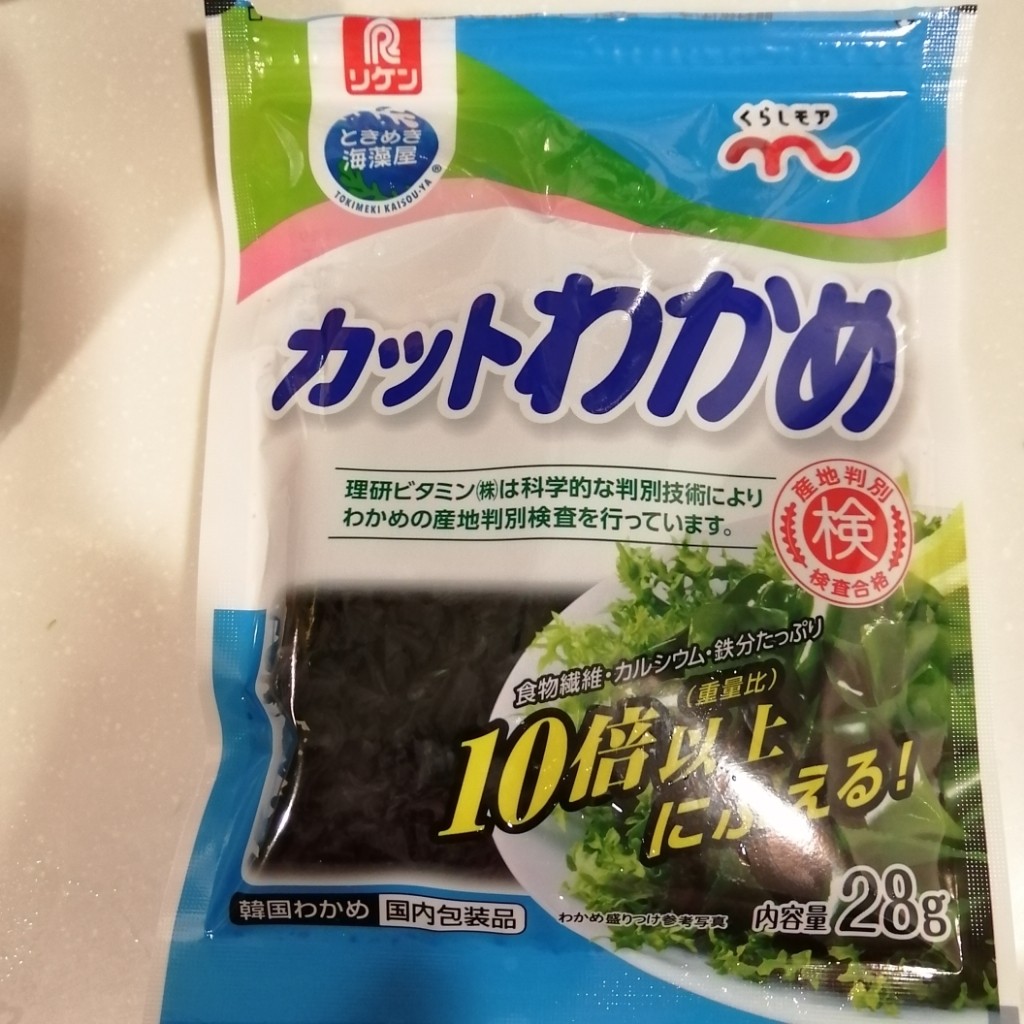 R
リケン
ときめき
海藻屋
TOKIMEKI KAISOU-YA ®
くらしモア
カットわかめ
理研ビタミン㈱は科学的な判別技術により
わかめの産地判別検査を行っています。
産地判別
検
検査合格
食物繊維・カルシウム・鉄分たっぷり
(重量比)
10倍以上
にふえる!
韓国わかめ 国内包装品
わかめ盛りつけ参考写真
内容量 28g